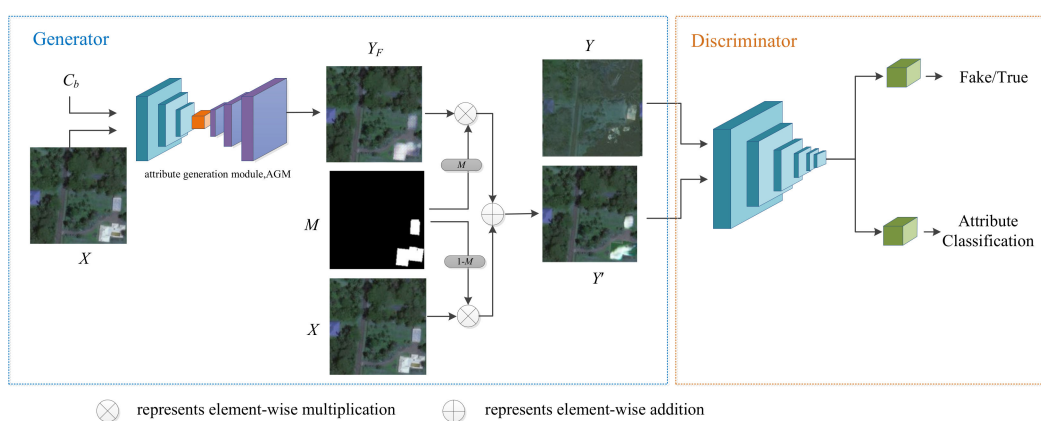 Generator
Discriminator
C_b
Y_F
Y
Fake/True
M
attribute generation module,AGM
M
Attribute
Classification
1-M
X
Y'
X
represents element-wise multiplication
represents element-wise addition